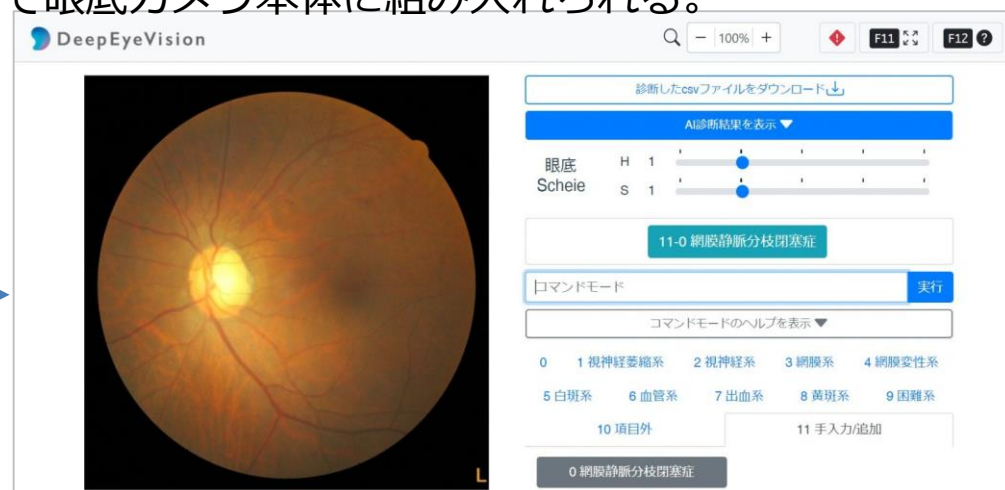 で眼底カメラ本体に組み入れられる。
DeepEyeVision
− 100% + F11 F12 ?
診断したcsvファイルをダウンロード
AI診断結果を表示 ▼
眼底 H 1
Scheie S 1
11-0 網膜静脈分枝閉塞症
コマンドモード 実行
コマンドモードのヘルプを表示 ▼
0 1 視神経萎縮系 2 視神経系 3 網膜系 4 網膜変性系
5 白斑系 6 血管系 7 出血系 8 黄斑系 9 困難系
10 項目外 11 手入力/追加
0 網膜静脈分枝閉塞症
L